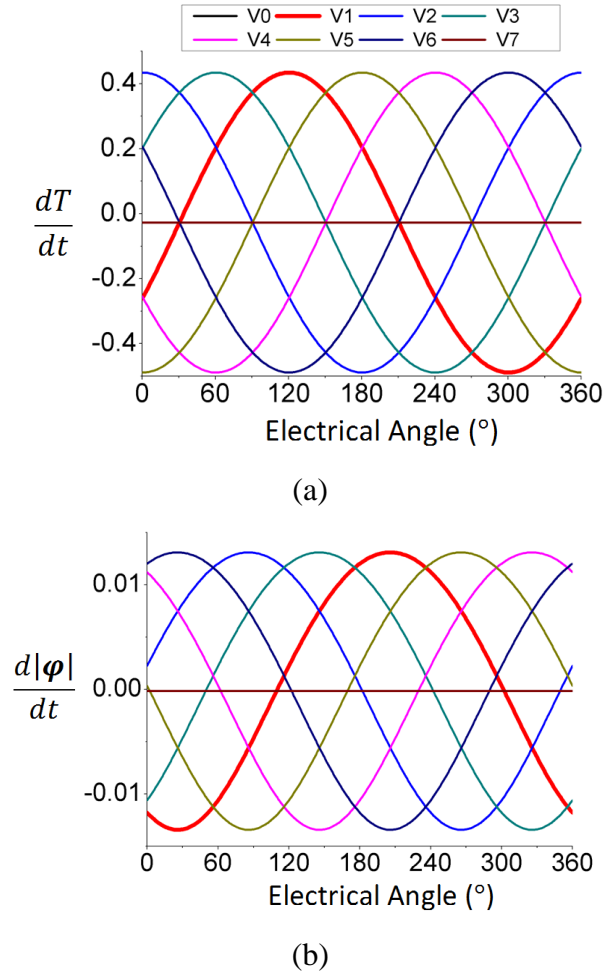 V0 V1 V2 V3
V4 V5 V6 V7
0.4
0.2
0.0
-0.2
-0.4
dT
dt
0 60 120 180 240 300 360
Electrical Angle (°)
(a)
0.01
0.00
-0.01
d|φ|
dt
0 60 120 180 240 300 360
Electrical Angle (°)
(b)